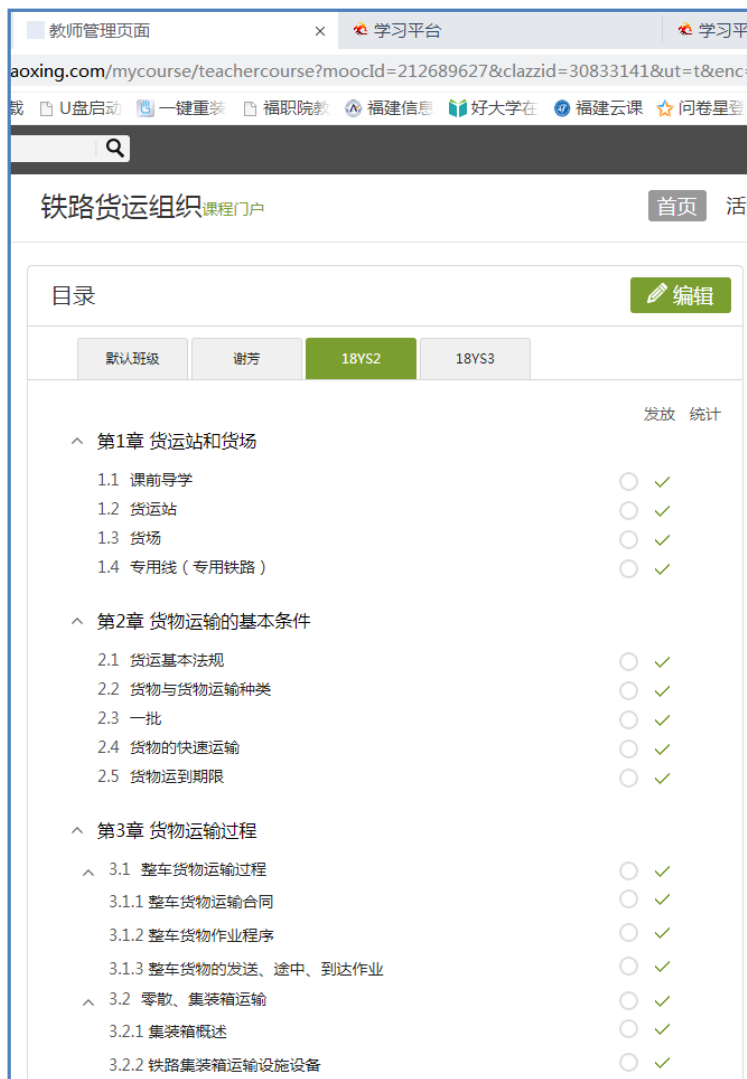 教师管理页面 × 学习平台 学习平
aoxing.com/mycourse/teachercourse?moocId=212689627&clazzid=30833141&ut=t&enc=
载 U盘启动 一键重装 福职院教 福建信息 好大学在 福建云课 问卷星登
铁路货运组织课程门户 首页 活
目录 编辑
默认班级 谢芳 18YS2 18YS3
发放 统计
第1章 货运站和货场
1.1 课前导学
1.2 货运站
1.3 货场
1.4 专用线（专用铁路）
第2章 货物运输的基本条件
2.1 货运基本法规
2.2 货物与货物运输种类
2.3 一批
2.4 货物的快速运输
2.5 货物运到期限
第3章 货物运输过程
3.1 整车货物运输过程
3.1.1 整车货物运输合同
3.1.2 整车货物作业程序
3.1.3 整车货物的发送、途中、到达作业
3.2 零散、集装箱运输
3.2.1 集装箱概述
3.2.2 铁路集装箱运输设施设备